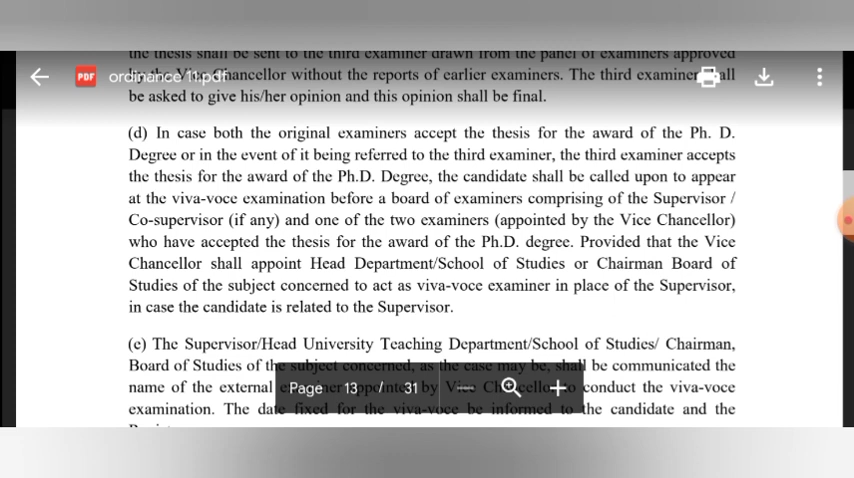 the thesis shall be sent to the third examiner drawn from the panel of examiners approved
PDF ordinance 11.pdf
by the Vice Chancellor without the reports of earlier examiners. The third examiner shall
be asked to give his/her opinion and this opinion shall be final.
(d) In case both the original examiners accept the thesis for the award of the Ph. D.
Degree or in the event of it being referred to the third examiner, the third examiner accepts
the thesis for the award of the Ph.D. Degree, the candidate shall be called upon to appear
at the viva-voce examination before a board of examiners comprising of the Supervisor /
Co-supervisor (if any) and one of the two examiners (appointed by the Vice Chancellor)
who have accepted the thesis for the award of the Ph.D. degree. Provided that the Vice
Chancellor shall appoint Head Department/School of Studies or Chairman Board of
Studies of the subject concerned to act as viva-voce examiner in place of the Supervisor,
in case the candidate is related to the Supervisor.
(e) The Supervisor/Head University Teaching Department/School of Studies/ Chairman,
Board of Studies of the subject concerned, as the case may be, shall be communicated the
name of the external examiner appointed by Vice Chancellor to conduct the viva-voce
Page 13 / 31
examination. The date fixed for the viva-voce be informed to the candidate and the